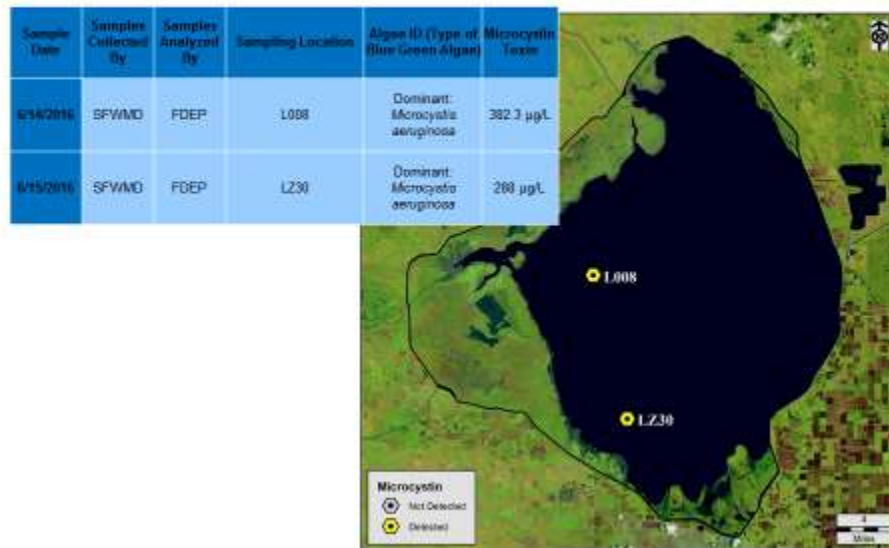 Sample Date
Samples Collected By
Samples Analyzed By
Sampling Location
Algae ID (Type of Blue Green Algae)
Microcystin Toxin
6/14/2016 SFWMD FDEP L008 Dominant: Microcystis aeruginosa 382.3 µg/L
6/15/2016 SFWMD FDEP LZ30 Dominant: Microcystis aeruginosa 288 µg/L
L008
LZ30
Microcystin
Not Detected
Detected
4
Miles